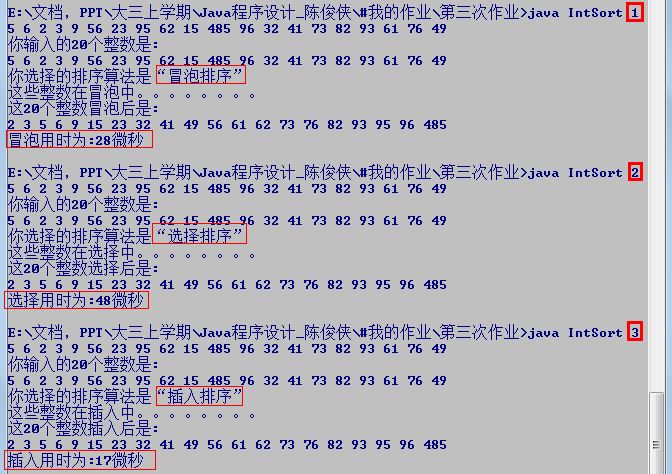 E:\文档，PPT\大三上学期\Java程序设计_陈俊侠\#我的作业\第三次作业>java IntSort 1
5 6 2 3 9 56 23 95 62 15 485 96 32 41 73 82 93 61 76 49
你输入的20个整数是：
5 6 2 3 9 56 23 95 62 15 485 96 32 41 73 82 93 61 76 49
你选择的排序算法是“冒泡排序”
这些整数在冒泡中。。。。。。。。
这20个整数冒泡后是：
2 3 5 6 9 15 23 32 41 49 56 61 62 73 76 82 93 95 96 485
冒泡用时为:28微秒
E:\文档，PPT\大三上学期\Java程序设计_陈俊侠\#我的作业\第三次作业>java IntSort 2
5 6 2 3 9 56 23 95 62 15 485 96 32 41 73 82 93 61 76 49
你输入的20个整数是：
5 6 2 3 9 56 23 95 62 15 485 96 32 41 73 82 93 61 76 49
你选择的排序算法是“选择排序”
这些整数在选择中。。。。。。。。
这20个整数选择后是：
2 3 5 6 9 15 23 32 41 49 56 61 62 73 76 82 93 95 96 485
选择用时为:48微秒
E:\文档，PPT\大三上学期\Java程序设计_陈俊侠\#我的作业\第三次作业>java IntSort 3
5 6 2 3 9 56 23 95 62 15 485 96 32 41 73 82 93 61 76 49
你输入的20个整数是：
5 6 2 3 9 56 23 95 62 15 485 96 32 41 73 82 93 61 76 49
你选择的排序算法是“插入排序”
这些整数在插入中。。。。。。。。
这20个整数插入后是：
2 3 5 6 9 15 23 32 41 49 56 61 62 73 76 82 93 95 96 485
插入用时为:17微秒